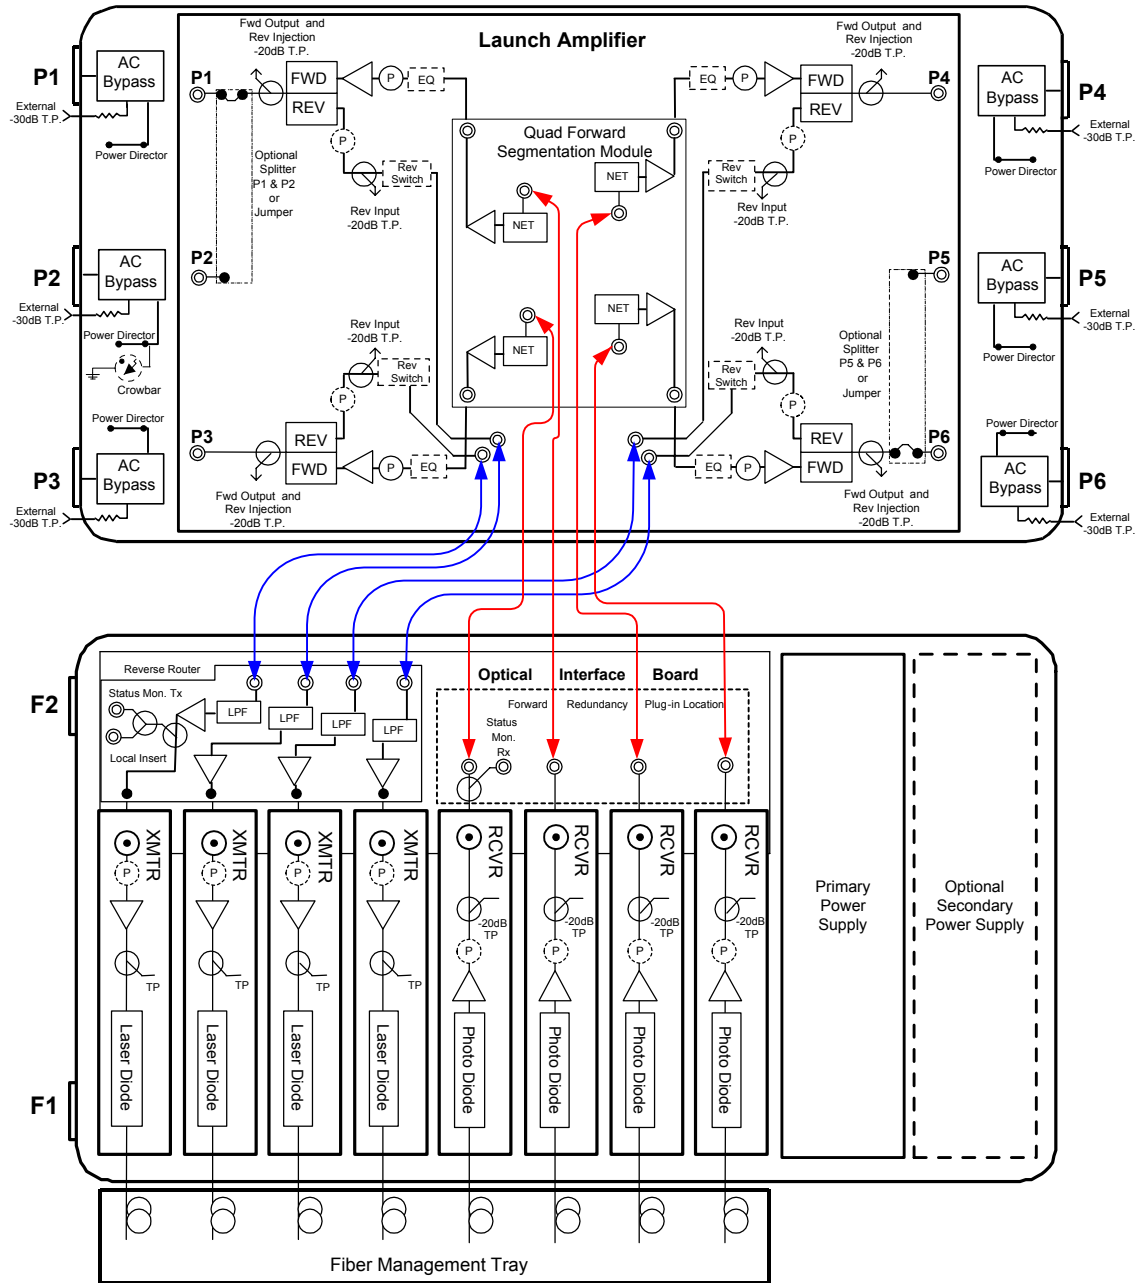 Launch Amplifier
Fwd Output and
Rev Injection
-20dB T.P.
Fwd Output and
Rev Injection
-20dB T.P.
P1
AC
Bypass
External
-30dB T.P.
Power Director
P1
FWD
REV
P
EQ
P
Rev
Switch
Rev Input
-20dB T.P.
Optional
Splitter
P1 & P2
or
Jumper
Quad Forward
Segmentation Module
NET
NET
NET
NET
EQ
P
FWD
REV
P
Rev
Switch
Rev Input
-20dB T.P.
P4
AC
Bypass
P4
External
-30dB T.P.
Power Director
P2
AC
Bypass
External
-30dB T.P.
Power Director
Crowbar
P2
P5
AC
Bypass
P5
External
-30dB T.P.
Power Director
Rev Input
-20dB T.P.
Rev
Switch
P
Rev Input
-20dB T.P.
Rev
Switch
P
Optional
Splitter
P5 & P6
or
Jumper
Power Director
P3
AC
Bypass
External
-30dB T.P.
P3
REV
FWD
P
EQ
Fwd Output and
Rev Injection
-20dB T.P.
EQ
P
REV
FWD
P6
Fwd Output and
Rev Injection
-20dB T.P.
Power Director
AC
Bypass
P6
External
-30dB T.P.
F2
Reverse Router
Status Mon. Tx
Local Insert
LPF
LPF
LPF
LPF
Optical Interface Board
Forward Redundancy Plug-in Location
Status
Mon.
Rx
XMTR
P
TP
Laser Diode
XMTR
P
TP
Laser Diode
XMTR
P
TP
Laser Diode
XMTR
P
TP
Laser Diode
RCVR
-20dB
TP
P
Photo Diode
RCVR
-20dB
TP
P
Photo Diode
RCVR
-20dB
TP
P
Photo Diode
RCVR
-20dB
TP
P
Photo Diode
Primary
Power
Supply
Optional
Secondary
Power Supply
F1
Fiber Management Tray